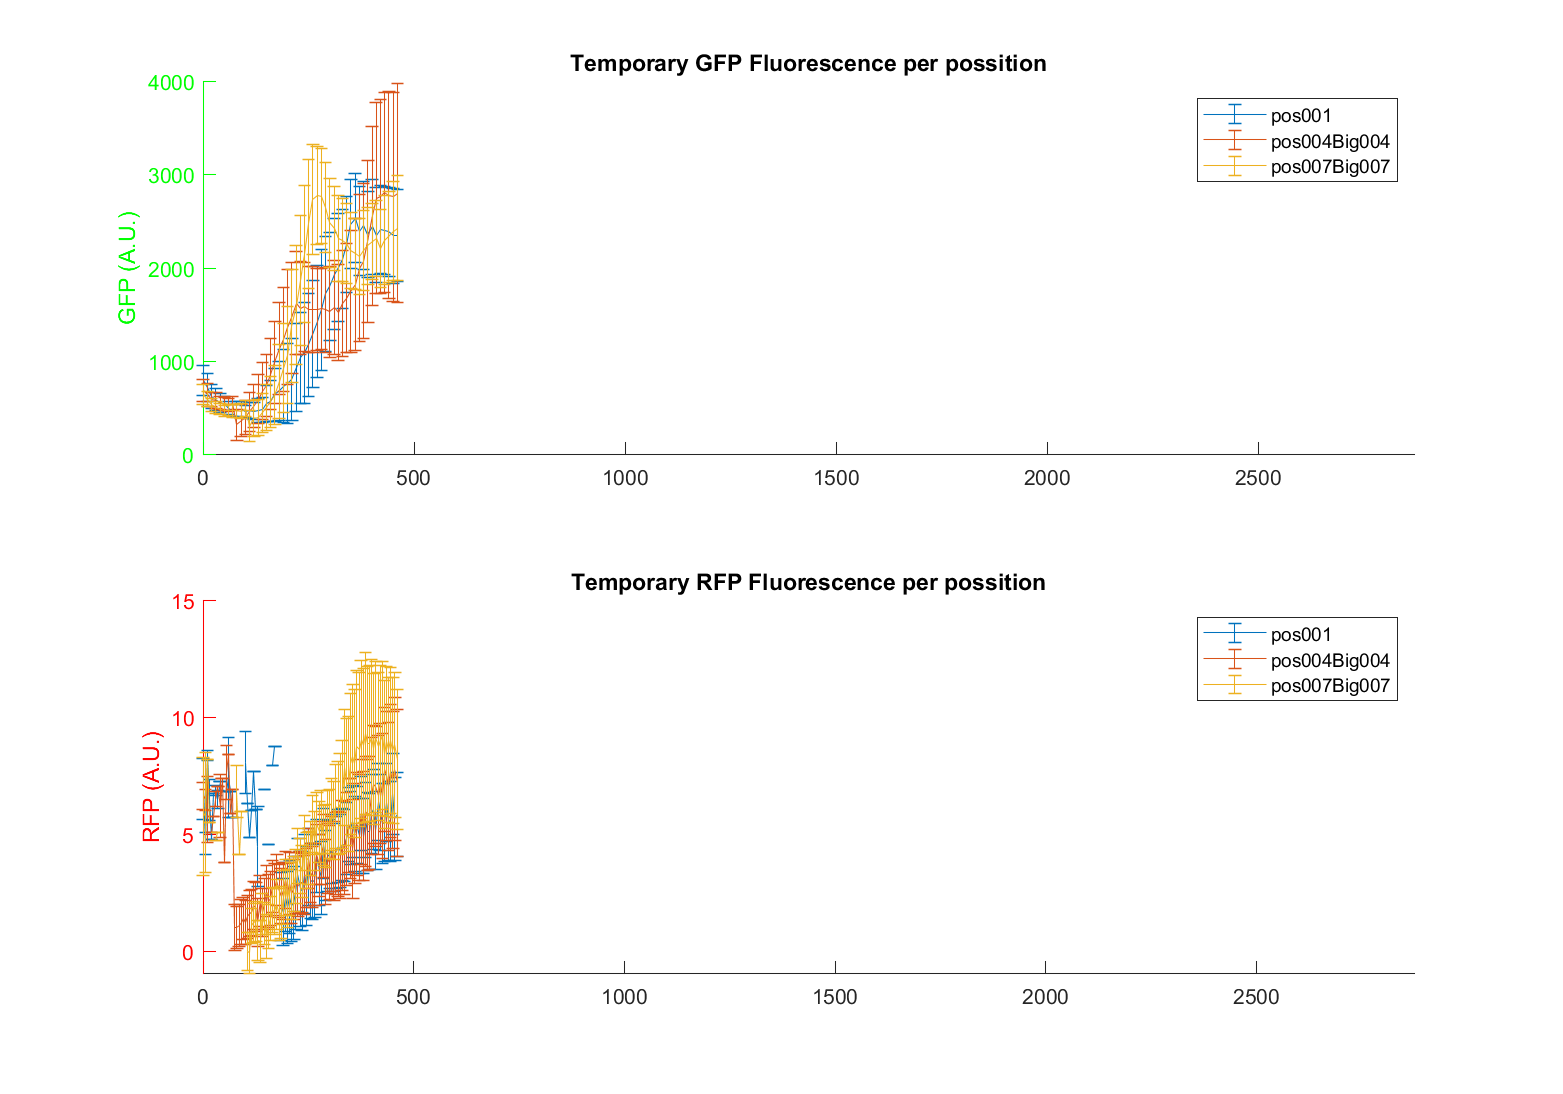 Temporary GFP Fluorescence per possition
4000
3000
2000
1000
0
GFP (A.U.)
pos001
pos004Big004
pos007Big007
0 500 1000 1500 2000 2500
Temporary RFP Fluorescence per possition
15
10
5
0
RFP (A.U.)
pos001
pos004Big004
pos007Big007
0 500 1000 1500 2000 2500